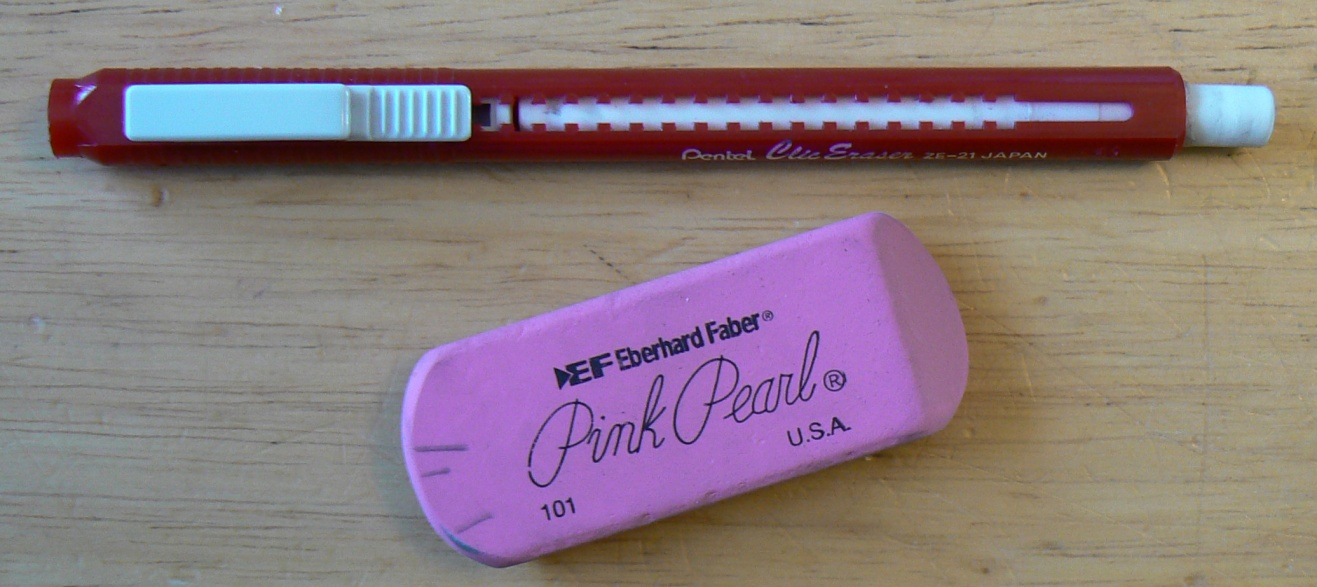 Pentel Clic Eraser ZE-21 JAPAN
EF Eberhard Faber®
Pink Pearl®
U.S.A.
101